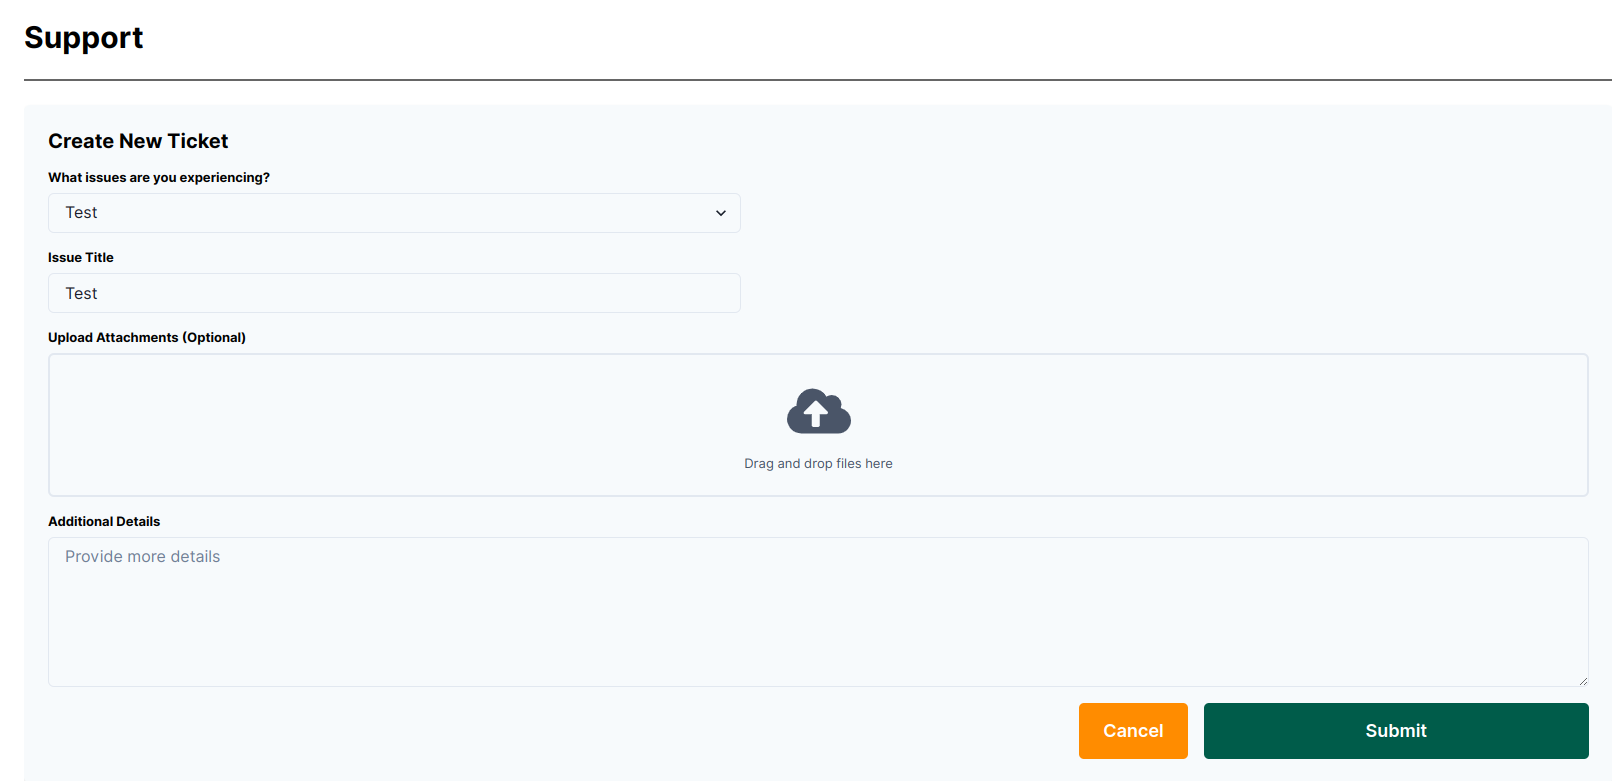 Support
Create New Ticket
What issues are you experiencing?
Test
Issue Title
Test
Upload Attachments (Optional)
Drag and drop files here
Additional Details
Provide more details
Cancel
Submit